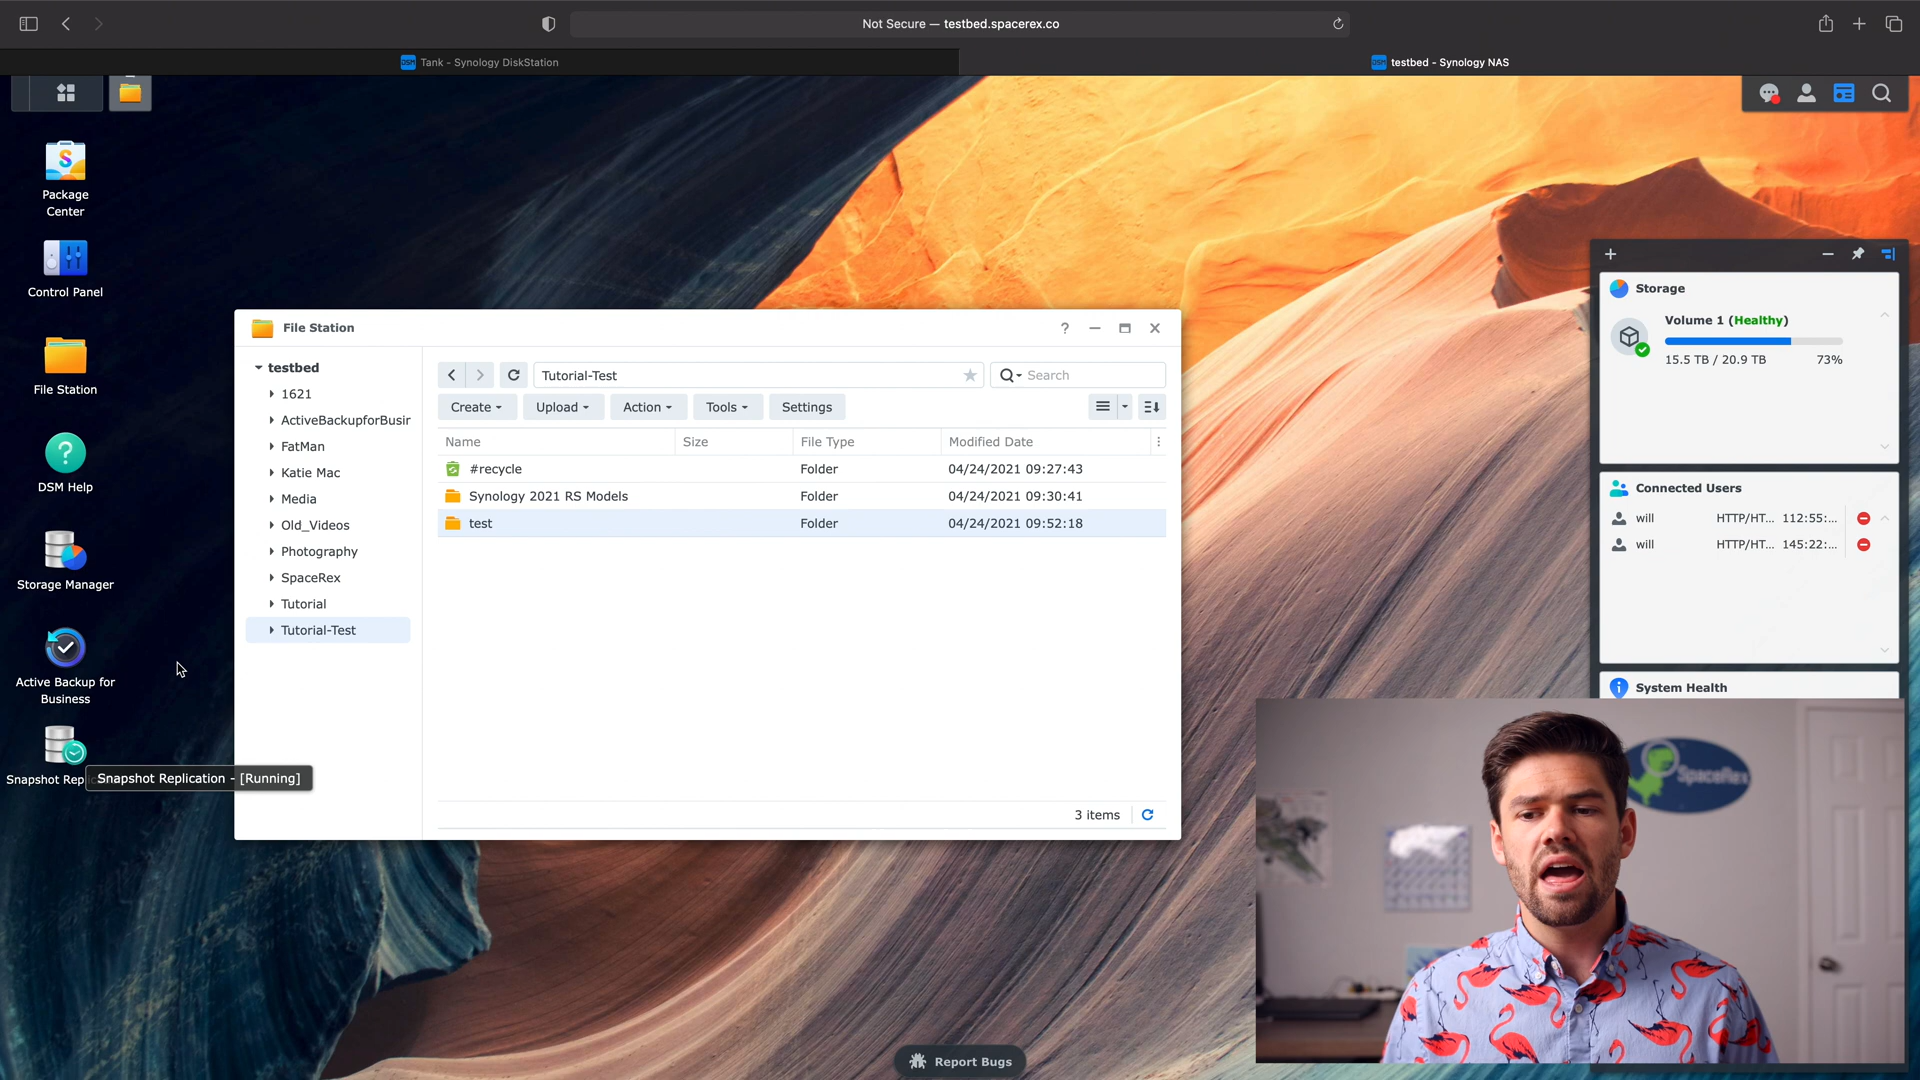 Not Secure — testbed.spacerex.co
Tank - Synology DiskStation
testbed - Synology NAS
Package
Center
Control Panel
File Station
DSM Help
Storage Manager
Active Backup for
Business
Snapshot Rep
Snapshot Replication - [Running]
File Station
testbed
1621
ActiveBackupforBusir
FatMan
Katie Mac
Media
Old_Videos
Photography
SpaceRex
Tutorial
Tutorial-Test
Tutorial-Test
Search
Create
Upload
Action
Tools
Settings
Name Size File Type Modified Date
#recycle Folder 04/24/2021 09:27:43
Synology 2021 RS Models Folder 04/24/2021 09:30:41
test Folder 04/24/2021 09:52:18
3 items
Storage
Volume 1 (Healthy)
15.5 TB / 20.9 TB 73%
Connected Users
will HTTP/HT... 112:55:...
will HTTP/HT... 145:22:...
System Health
SpaceRex
Report Bugs